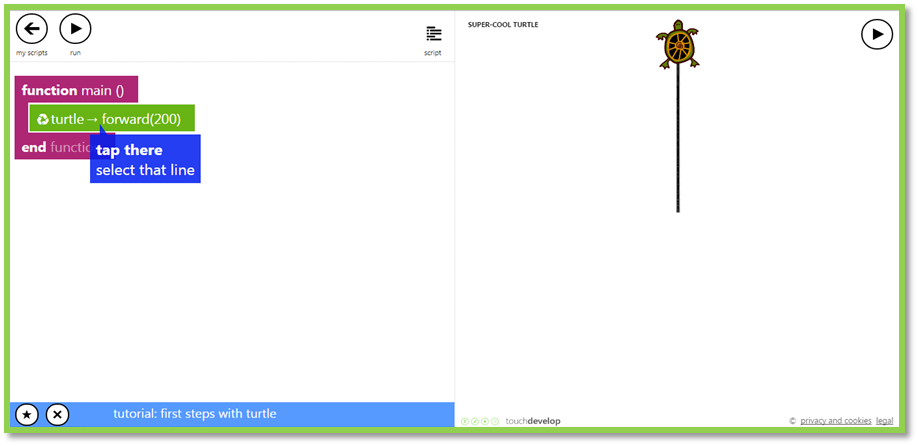 my scripts
run
script
function main ()
turtle→forward(200)
end functio
tap there
select that line
tutorial: first steps with turtle
SUPER-COOL TURTLE
touchdevelop
© privacy and cookies legal